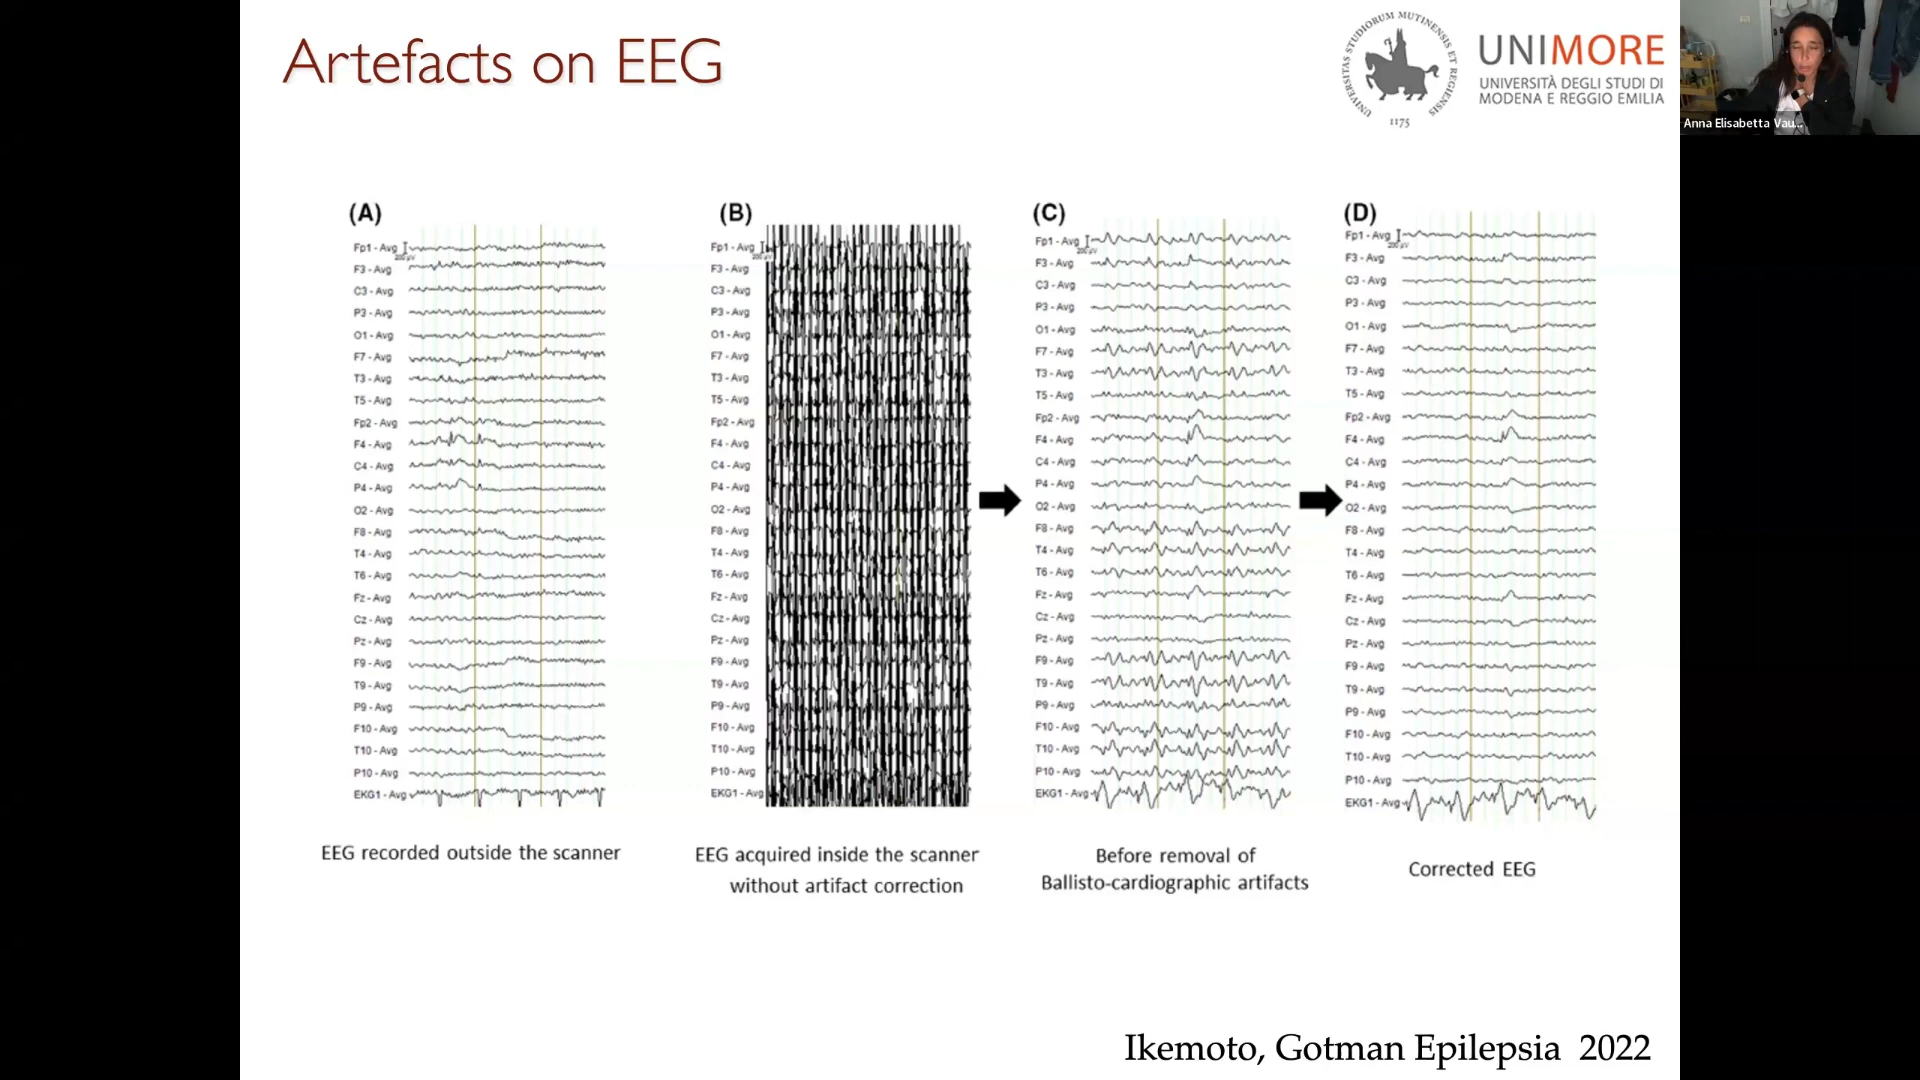 Artefacts on EEG
UNIVERSITAS STUDIORUM MUTINENSIS ET REGIENSIS
1175
UNIMORE
UNIVERSITÀ DEGLI STUDI DI
MODENA E REGGIO EMILIA
Anna Elisabetta Vau...
(A)
Fp1 - Avg
200 µV
F3 - Avg
C3 - Avg
P3 - Avg
O1 - Avg
F7 - Avg
T3 - Avg
T5 - Avg
Fp2 - Avg
F4 - Avg
C4 - Avg
P4 - Avg
O2 - Avg
F8 - Avg
T4 - Avg
T6 - Avg
Fz - Avg
Cz - Avg
Pz - Avg
F9 - Avg
T9 - Avg
P9 - Avg
F10 - Avg
T10 - Avg
P10 - Avg
EKG1 - Avg
EEG recorded outside the scanner
(B)
Fp1 - Avg
200 µV
F3 - Avg
C3 - Avg
P3 - Avg
O1 - Avg
F7 - Avg
T3 - Avg
T5 - Avg
Fp2 - Avg
F4 - Avg
C4 - Avg
P4 - Avg
O2 - Avg
F8 - Avg
T4 - Avg
T6 - Avg
Fz - Avg
Cz - Avg
Pz - Avg
F9 - Avg
T9 - Avg
P9 - Avg
F10 - Avg
T10 - Avg
P10 - Avg
EKG1 - Avg
EEG acquired inside the scanner
without artifact correction
(C)
Fp1 - Avg
200 µV
F3 - Avg
C3 - Avg
P3 - Avg
O1 - Avg
F7 - Avg
T3 - Avg
T5 - Avg
Fp2 - Avg
F4 - Avg
C4 - Avg
P4 - Avg
O2 - Avg
F8 - Avg
T4 - Avg
T6 - Avg
Fz - Avg
Cz - Avg
Pz - Avg
F9 - Avg
T9 - Avg
P9 - Avg
F10 - Avg
T10 - Avg
P10 - Avg
EKG1 - Avg
Before removal of
Ballisto-cardiographic artifacts
(D)
Fp1 - Avg
200 µV
F3 - Avg
C3 - Avg
P3 - Avg
O1 - Avg
F7 - Avg
T3 - Avg
T5 - Avg
Fp2 - Avg
F4 - Avg
C4 - Avg
P4 - Avg
O2 - Avg
F8 - Avg
T4 - Avg
T6 - Avg
Fz - Avg
Cz - Avg
Pz - Avg
F9 - Avg
T9 - Avg
P9 - Avg
F10 - Avg
T10 - Avg
P10 - Avg
EKG1 - Avg
Corrected EEG
Ikemoto, Gotman Epilepsia 2022